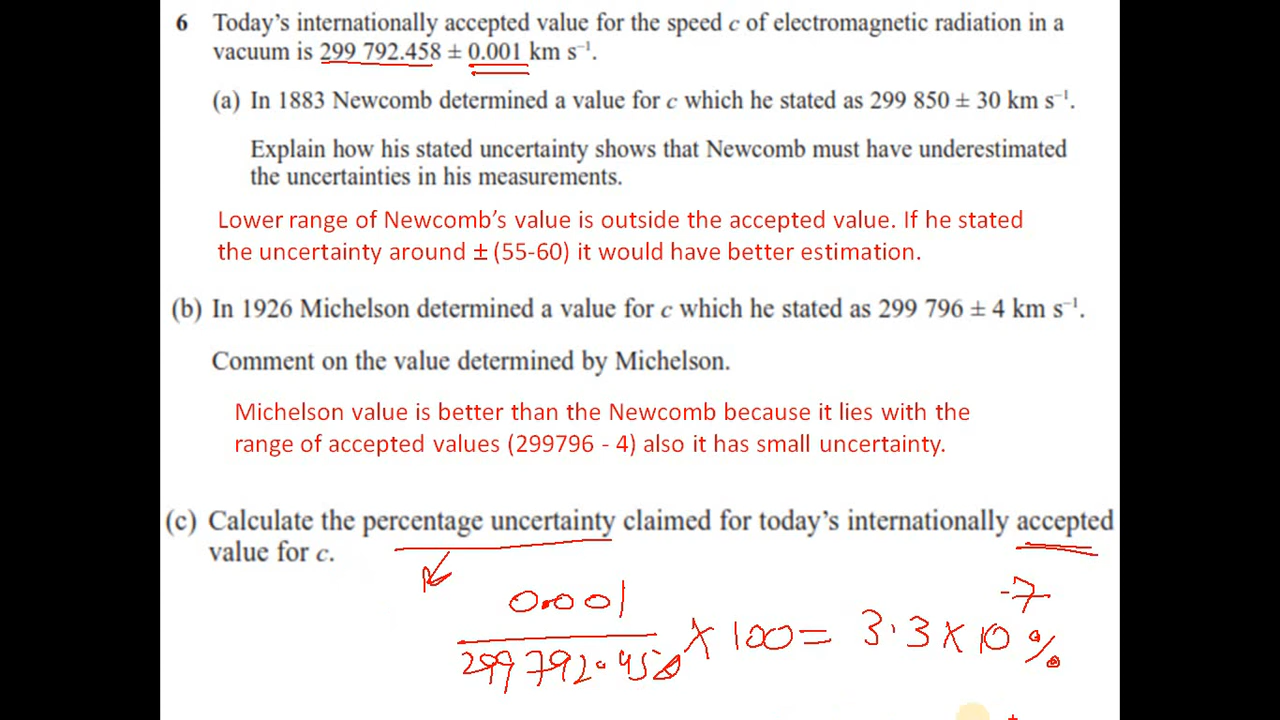 6 Today's internationally accepted value for the speed c of electromagnetic radiation in a
vacuum is 299 792.458 ± 0.001 km s⁻¹.
(a) In 1883 Newcomb determined a value for c which he stated as 299 850 ± 30 km s⁻¹.
Explain how his stated uncertainty shows that Newcomb must have underestimated
the uncertainties in his measurements.
Lower range of Newcomb's value is outside the accepted value. If he stated
the uncertainty around ± (55-60) it would have better estimation.
(b) In 1926 Michelson determined a value for c which he stated as 299 796 ± 4 km s⁻¹.
Comment on the value determined by Michelson.
Michelson value is better than the Newcomb because it lies with the
range of accepted values (299796 - 4) also it has small uncertainty.
(c) Calculate the percentage uncertainty claimed for today's internationally accepted
value for c.
0.001
299792.458 × 100 = 3.3 × 10⁻⁷ %